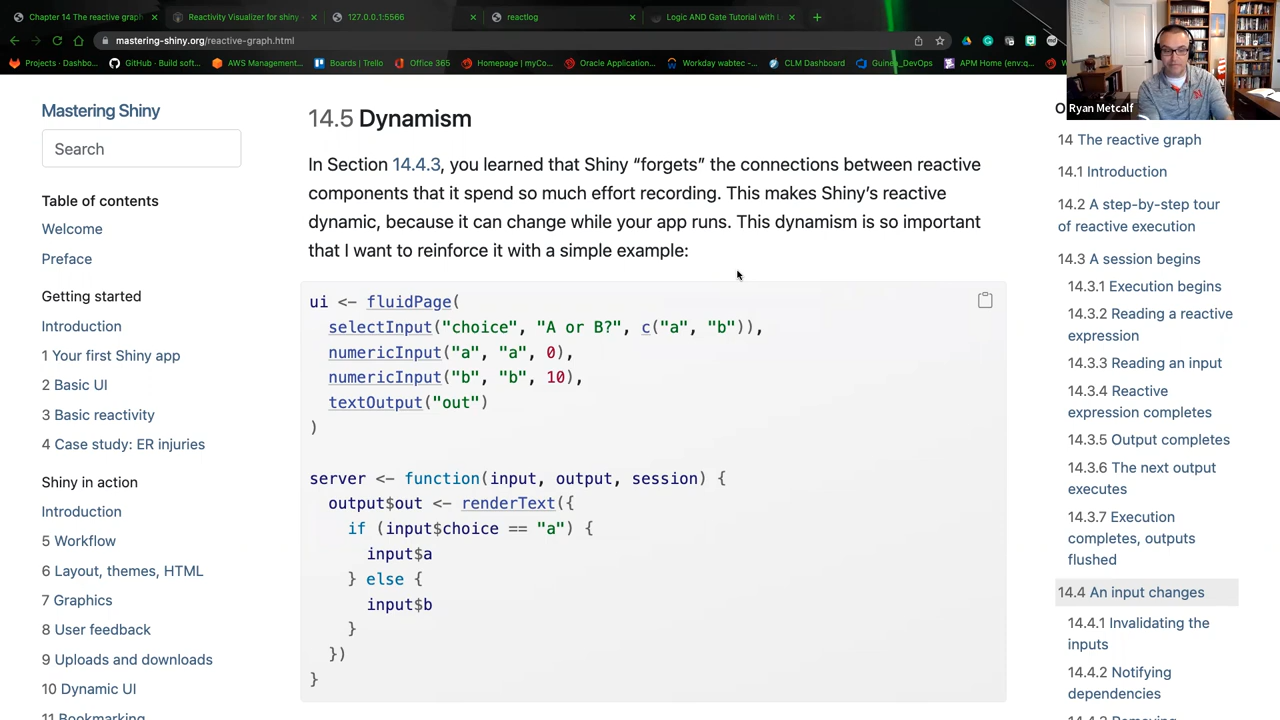 Chapter 14 The reactive graph
Reactivity Visualizer for shiny
127.0.0.1:5566
reactlog
Logic AND Gate Tutorial with L
mastering-shiny.org/reactive-graph.html
Projects · Dashbo...
GitHub · Build soft...
AWS Management...
Boards | Trello
Office 365
Homepage | myCo...
Oracle Application...
Workday wabtec -...
CLM Dashboard
Guinea_DevOps
APM Home (env:q...
Ryan Metcalf
Mastering Shiny
Search
Table of contents
Welcome
Preface
Getting started
Introduction
1 Your first Shiny app
2 Basic UI
3 Basic reactivity
4 Case study: ER injuries
Shiny in action
Introduction
5 Workflow
6 Layout, themes, HTML
7 Graphics
8 User feedback
9 Uploads and downloads
10 Dynamic UI
11 Bookmarking
14.5 Dynamism
In Section 14.4.3, you learned that Shiny “forgets” the connections between reactive
components that it spend so much effort recording. This makes Shiny’s reactive
dynamic, because it can change while your app runs. This dynamism is so important
that I want to reinforce it with a simple example:
ui <- fluidPage(
selectInput("choice", "A or B?", c("a", "b")),
numericInput("a", "a", 0),
numericInput("b", "b", 10),
textOutput("out")
)
server <- function(input, output, session) {
output$out <- renderText({
if (input$choice == "a") {
input$a
} else {
input$b
}
})
}
14 The reactive graph
14.1 Introduction
14.2 A step-by-step tour
of reactive execution
14.3 A session begins
14.3.1 Execution begins
14.3.2 Reading a reactive
expression
14.3.3 Reading an input
14.3.4 Reactive
expression completes
14.3.5 Output completes
14.3.6 The next output
executes
14.3.7 Execution
completes, outputs
flushed
14.4 An input changes
14.4.1 Invalidating the
inputs
14.4.2 Notifying
dependencies
14.4.3 Removing